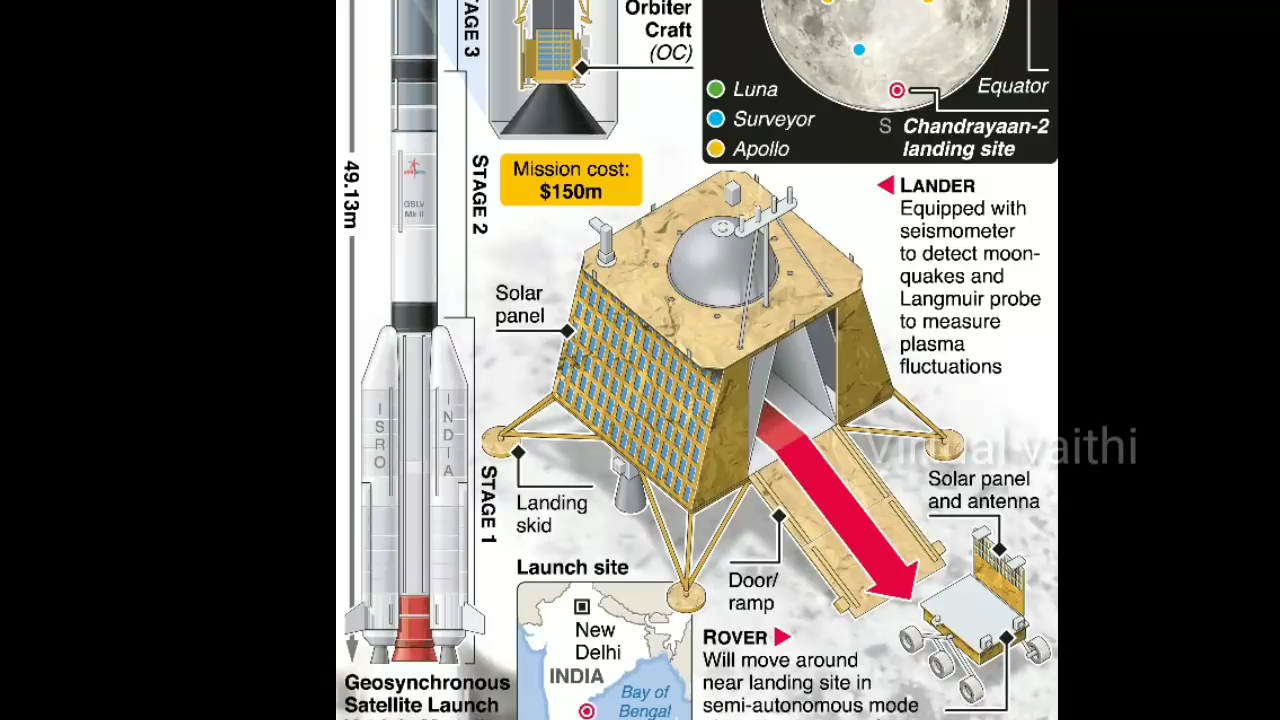 STAGE 3
Orbiter
Craft
(OC)
Luna
Surveyor
Apollo
Equator
S
Chandrayaan-2
landing site
49.13m
GSLV
Mk II
STAGE 2
Mission cost:
$150m
LANDER
Equipped with
seismometer
to detect moon-
quakes and
Langmuir probe
to measure
plasma
fluctuations
Solar
panel
ISRO
INDIA
STAGE 1
Landing
skid
vaithi
Solar panel
and antenna
Door/
ramp
Launch site
New
Delhi
INDIA
Bay of
Bengal
ROVER
Will move around
near landing site in
semi-autonomous mode
Geosynchronous
Satellite Launch